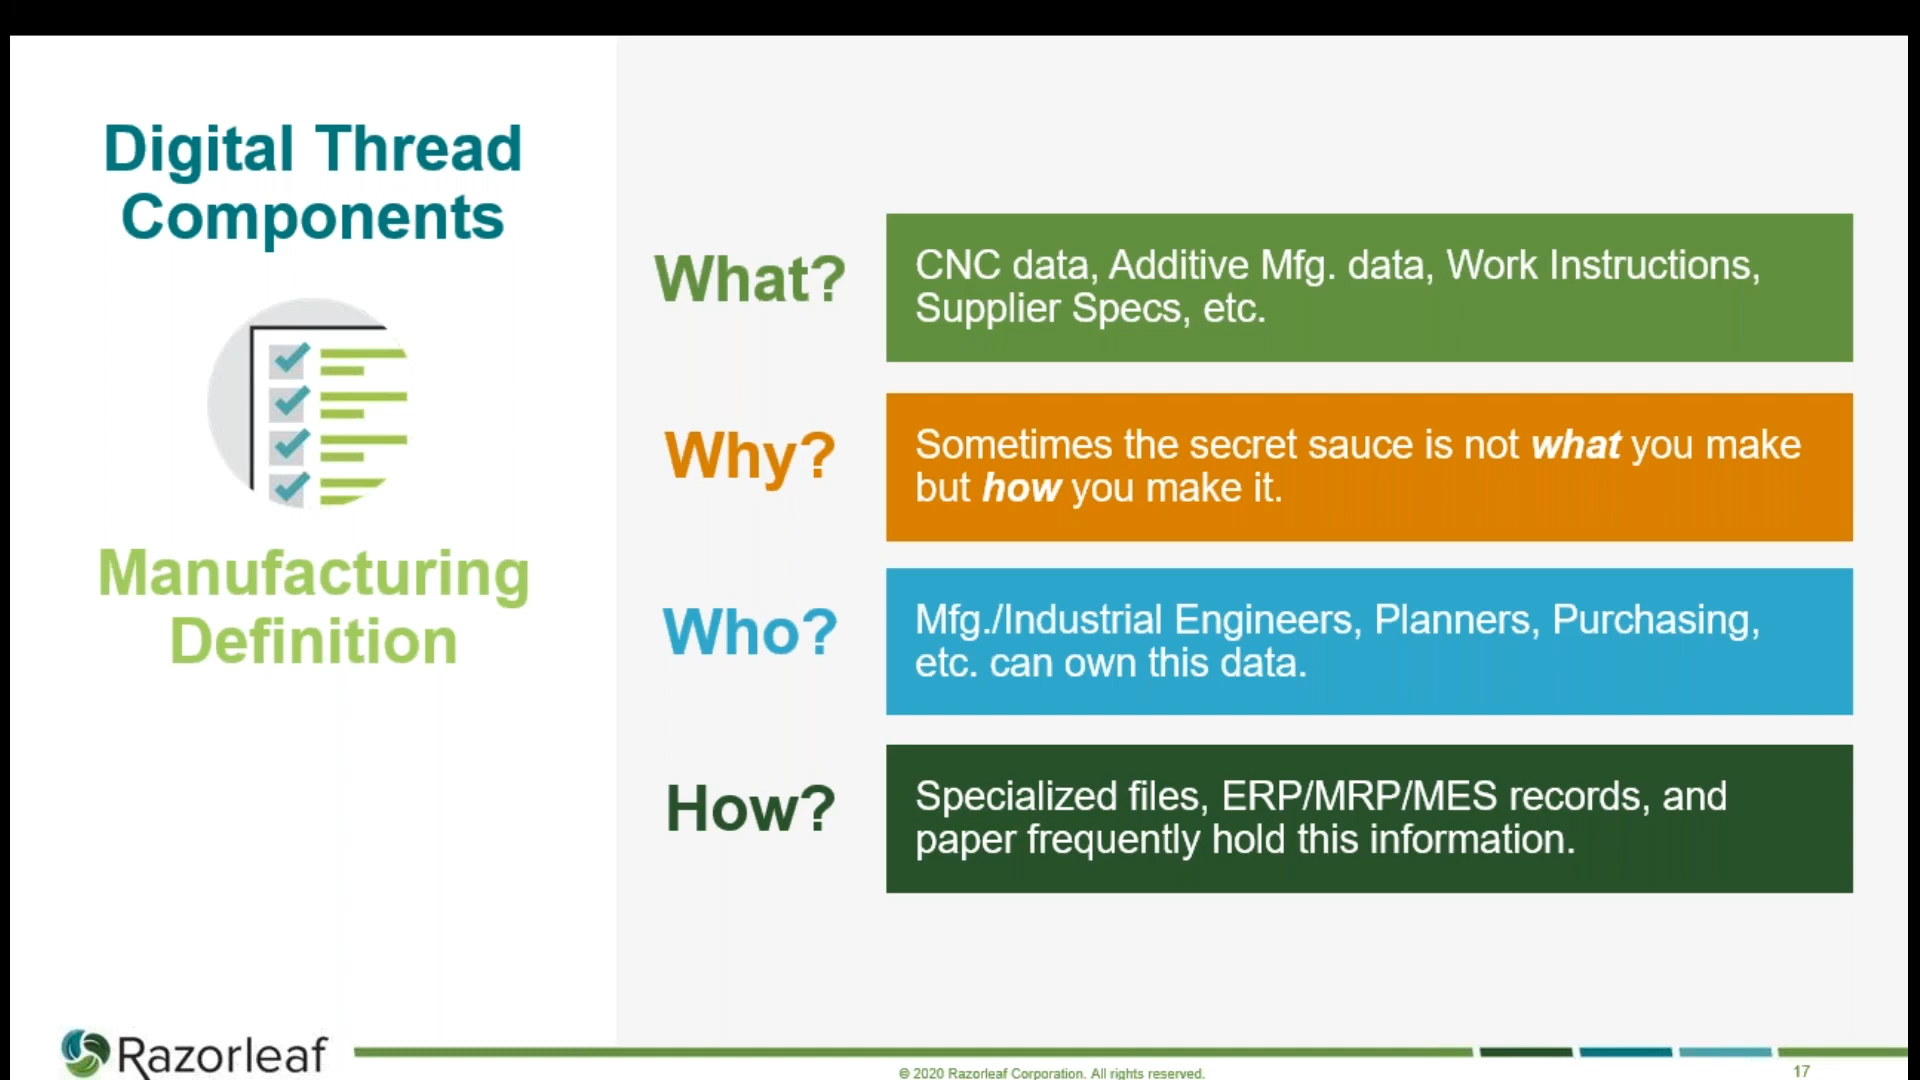 Digital Thread
Components
Manufacturing
Definition
What?
CNC data, Additive Mfg. data, Work Instructions,
Supplier Specs, etc.
Why?
Sometimes the secret sauce is not what you make
but how you make it.
Who?
Mfg./Industrial Engineers, Planners, Purchasing,
etc. can own this data.
How?
Specialized files, ERP/MRP/MES records, and
paper frequently hold this information.
Razorleaf
© 2020 Razorleaf Corporation. All rights reserved.
17